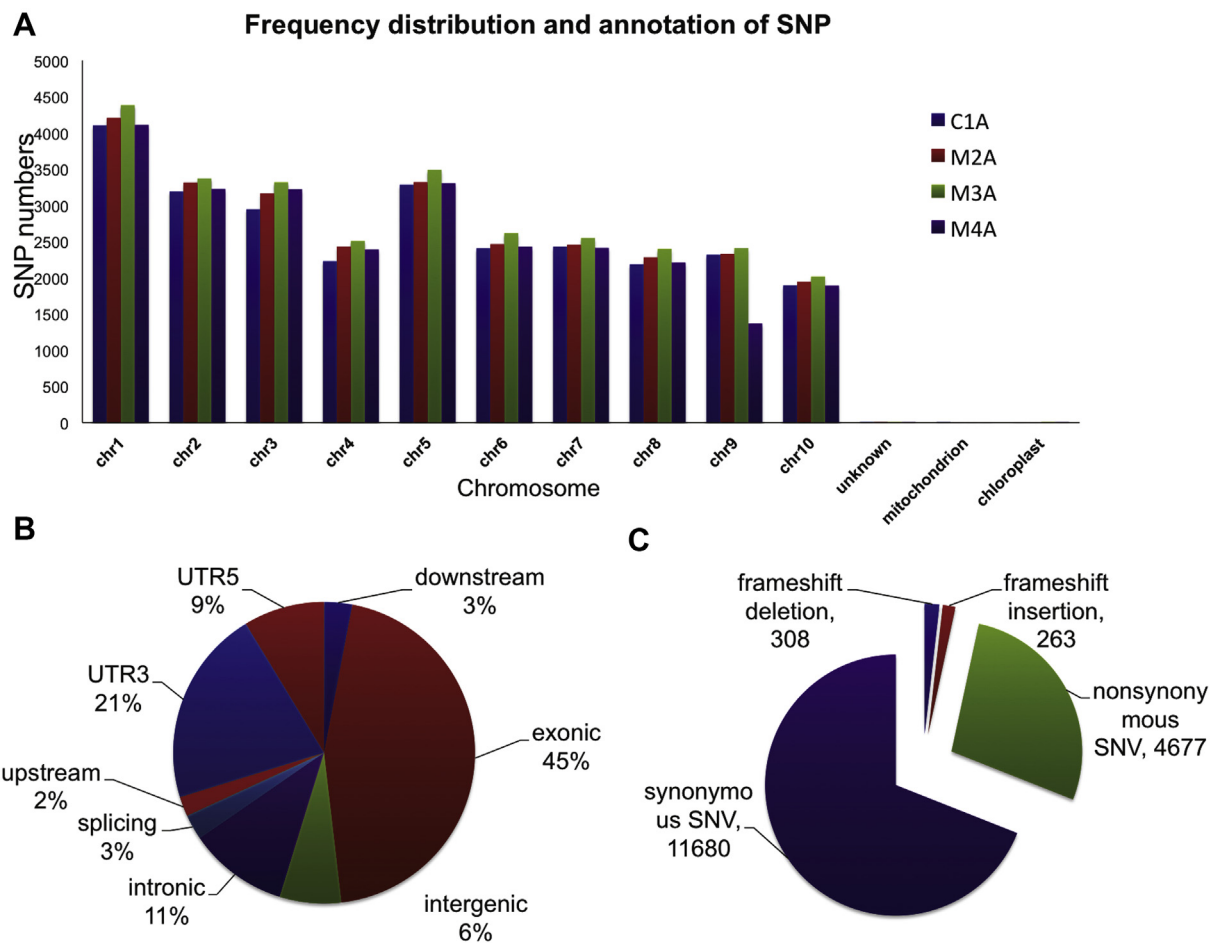 A
Frequency distribution and annotation of SNP
5000
4500
4000
3500
3000
2500
2000
1500
1000
500
0
SNP numbers
C1A
M2A
M3A
M4A
chr1
chr2
chr3
chr4
chr5
chr6
chr7
chr8
chr9
chr10
unknown
mitochondrion
chloroplast
Chromosome
B
UTR5
9%
downstream
3%
UTR3
21%
exonic
45%
upstream
2%
splicing
3%
intronic
11%
intergenic
6%
C
frameshift
deletion,
308
frameshift
insertion,
263
nonsynony
mous
SNV, 4677
synonymo
us SNV,
11680